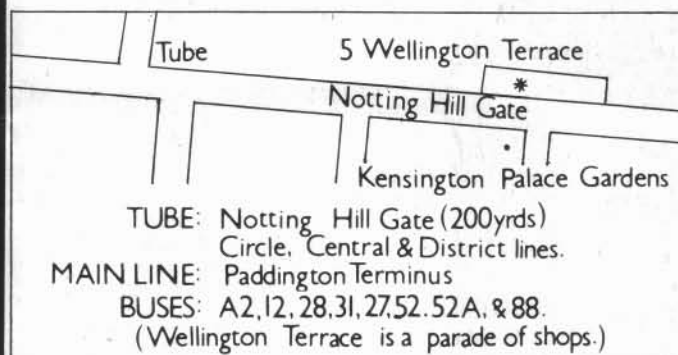 Tube
5 Wellington Terrace
*
Notting Hill Gate
Kensington Palace Gardens
TUBE: Notting Hill Gate (200yrds)
Circle, Central & District lines.
MAIN LINE: Paddington Terminus
BUSES: A2, 12, 28, 31, 27, 52. 52A, & 88.
(Wellington Terrace is a parade of shops.)